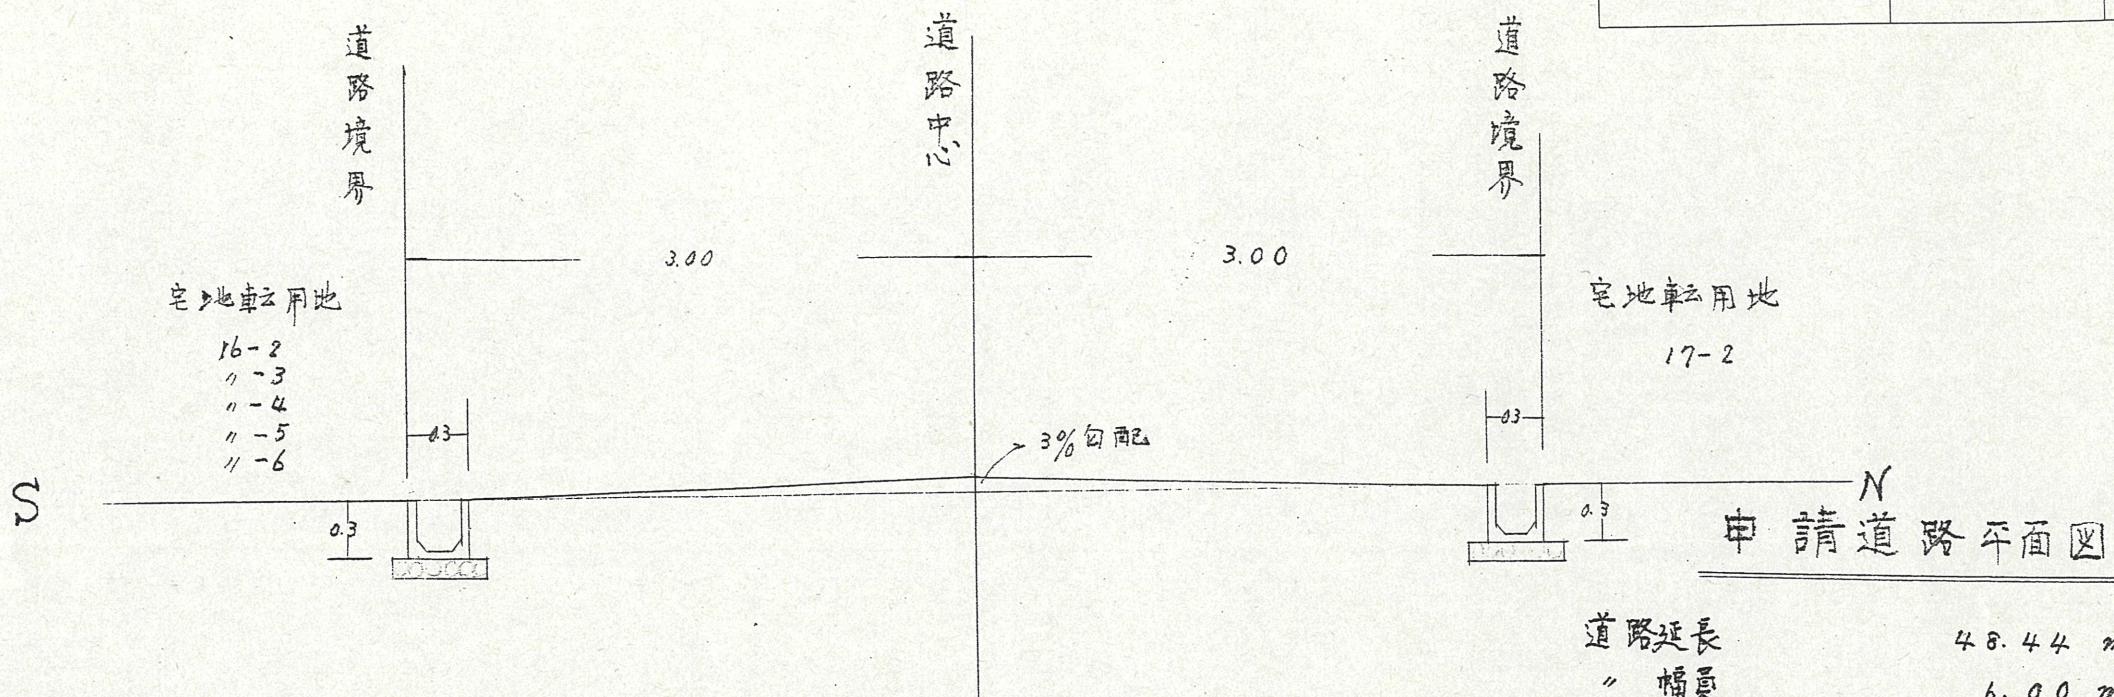 道路境界
道路中心
道路境界
3.00
3.00
宅地転用地
16-2
〃-3
〃-4
〃-5
〃-6
宅地転用地
17-2
0.3
0.3
3%勾配
S
N
0.3
0.3
申請道路平面図
道路延長 48.44 m
〃 幅員 6.00 m